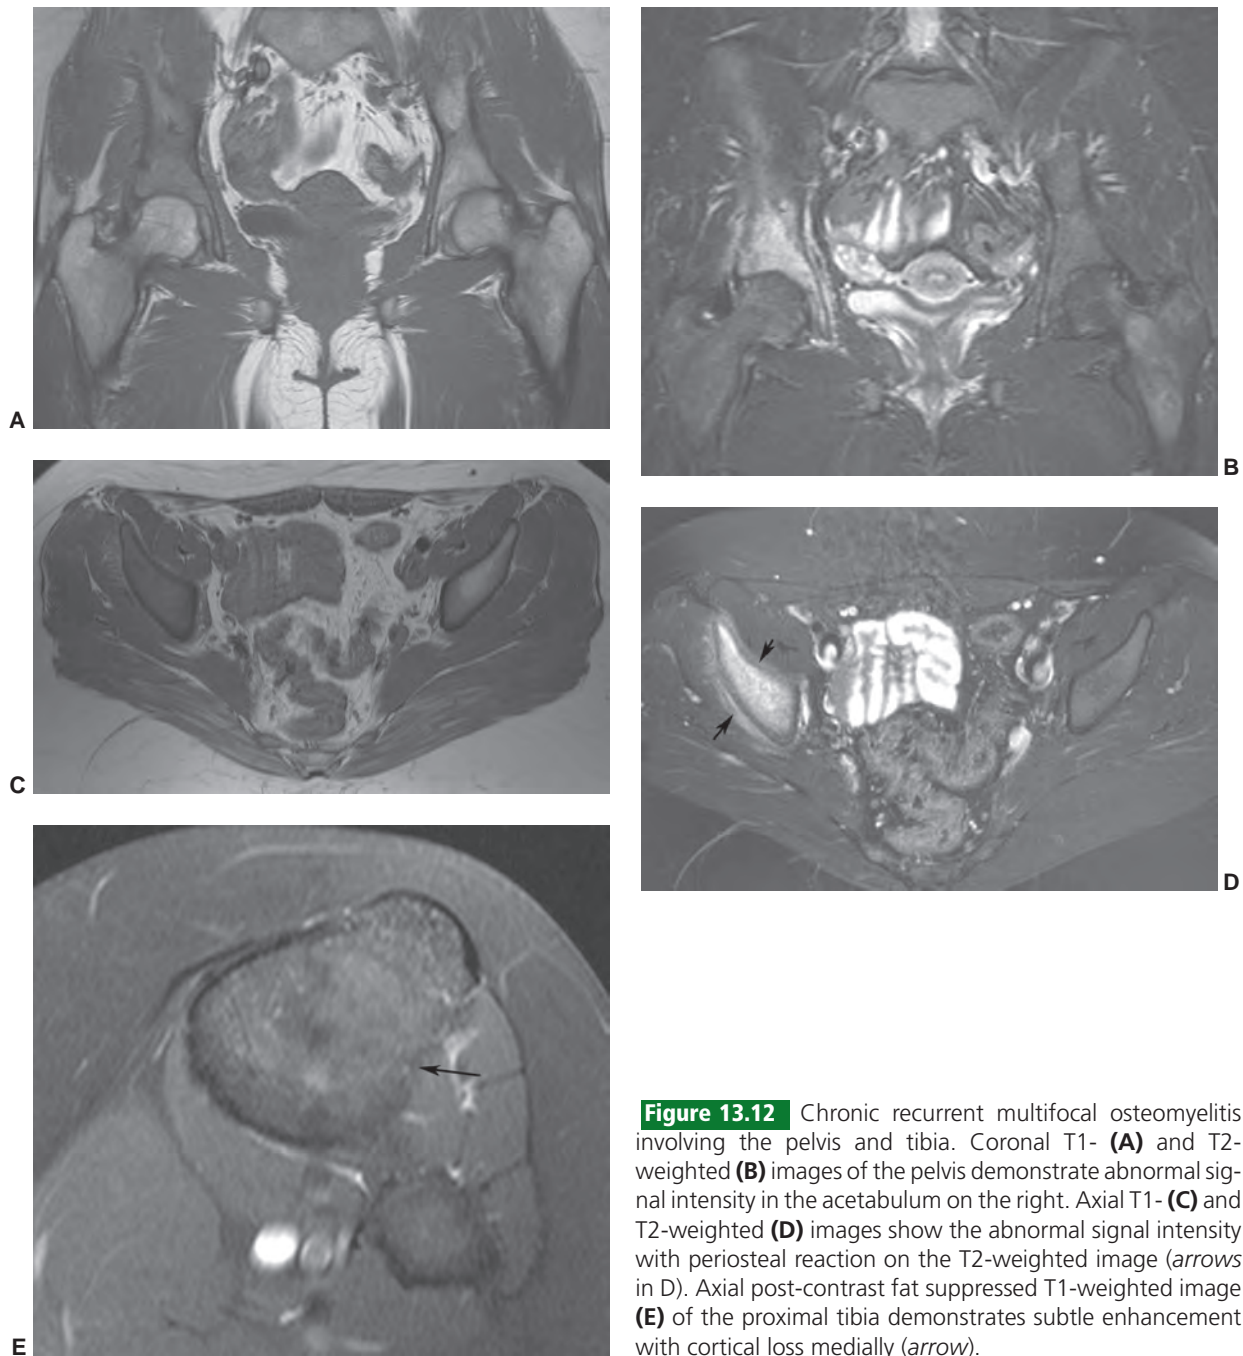 A
B
C
D
E
Figure 13.12 Chronic recurrent multifocal osteomyelitis
involving the pelvis and tibia. Coronal T1- (A) and T2-
weighted (B) images of the pelvis demonstrate abnormal sig-
nal intensity in the acetabulum on the right. Axial T1- (C) and
T2-weighted (D) images show the abnormal signal intensity
with periosteal reaction on the T2-weighted image (arrows
in D). Axial post-contrast fat suppressed T1-weighted image
(E) of the proximal tibia demonstrates subtle enhancement
with cortical loss medially (arrow).